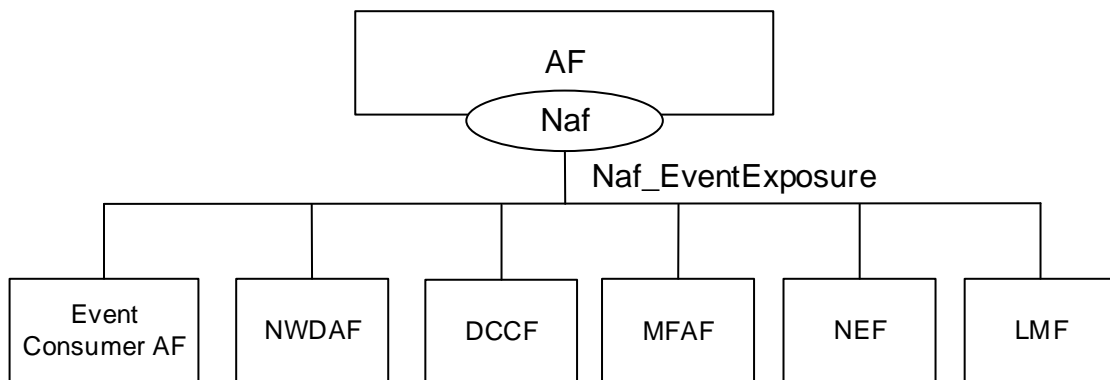 AF
Naf
Naf_EventExposure
Event
Consumer AF
NWDAF
DCCF
MFAF
NEF
LMF